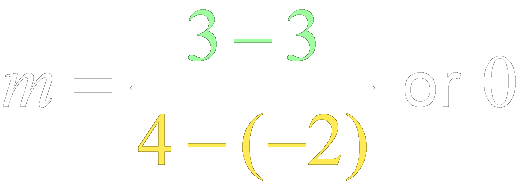 m = (3 − 3)/(4 − (−2)) or 0